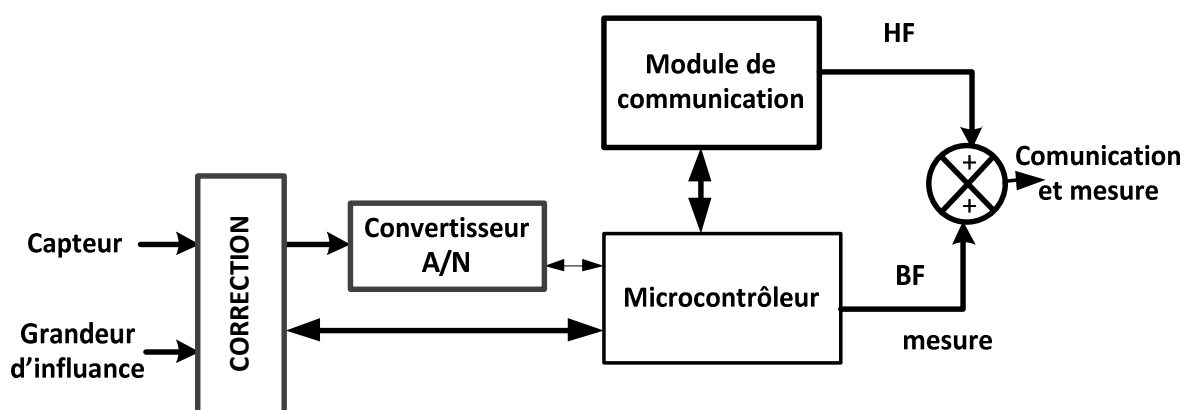 HF
Module de
communication
Comunication
et mesure
+
+
Capteur
CORRECTION
Convertisseur
A/N
Microcontrôleur
BF
mesure
Grandeur
d'influance